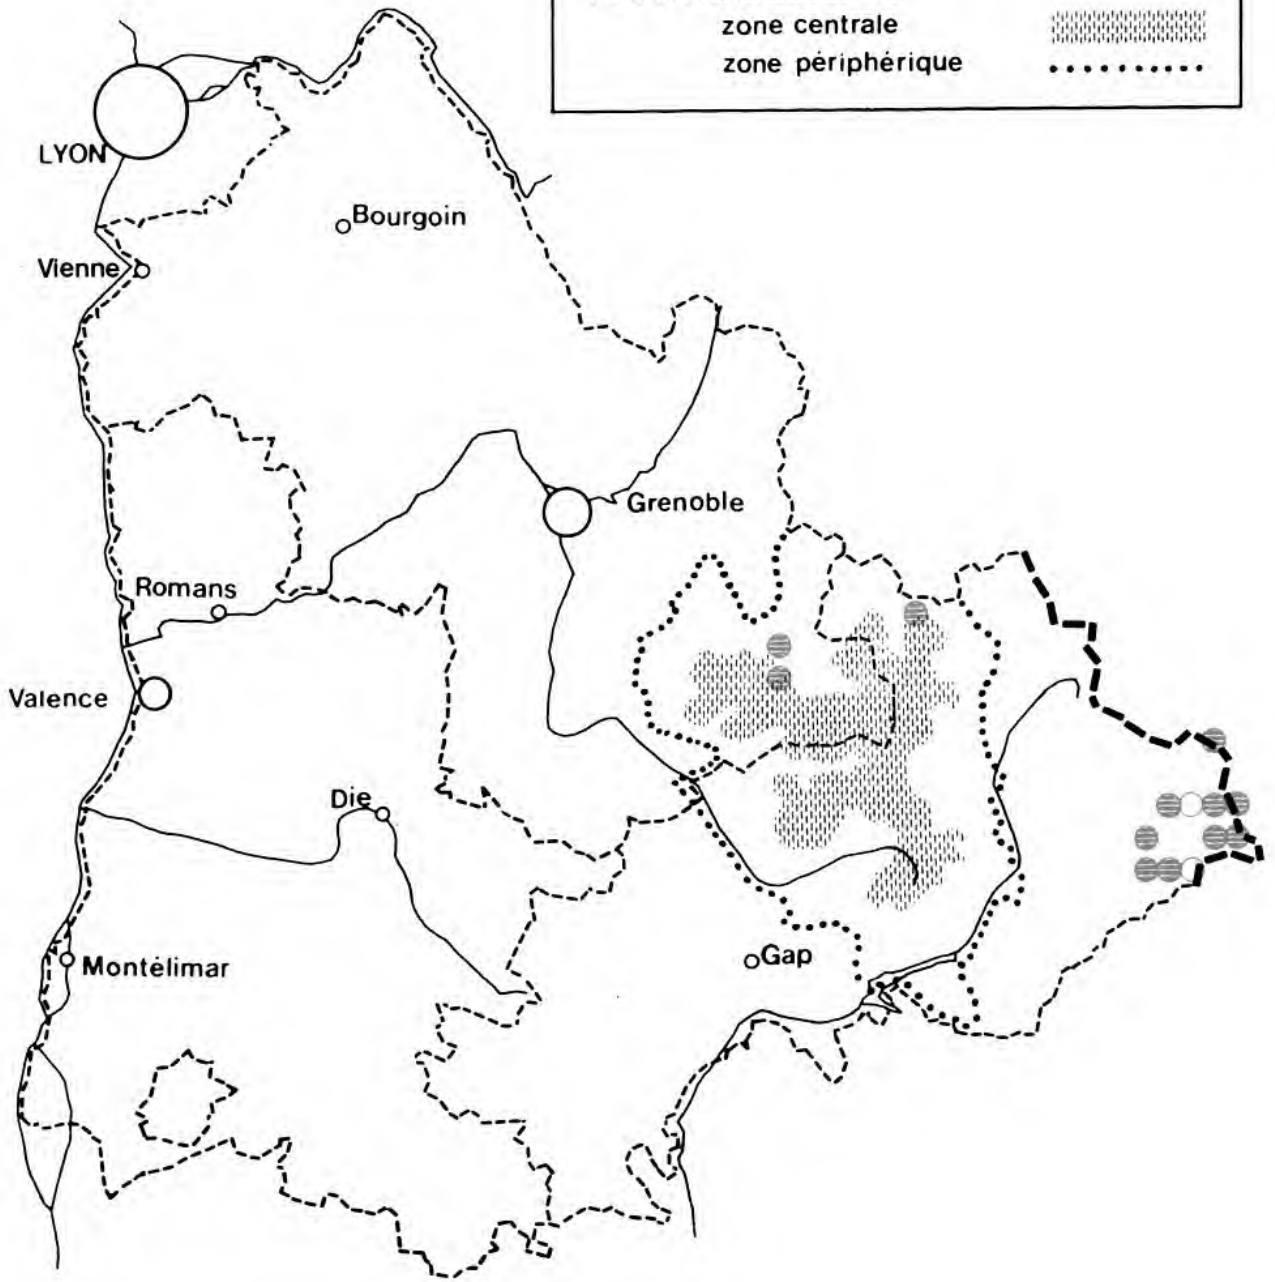 zone centrale
zone périphérique
LYON
Bourgoin
Vienne
Grenoble
Romans
Valence
Die
Gap
Montélimar